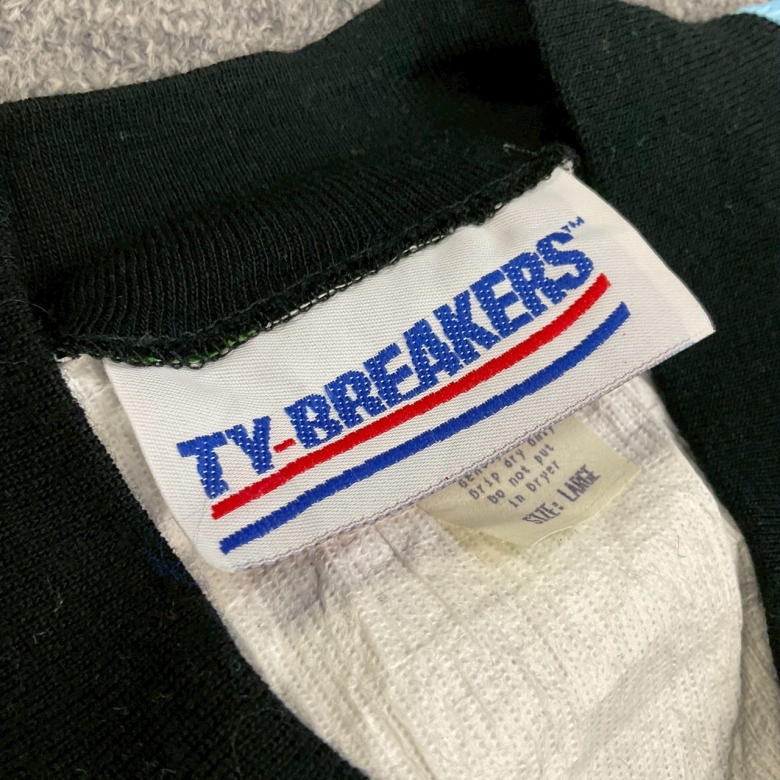 TY-BREAKERS™
Drip dry only
Do not put
in Dryer
SIZE: LARGE